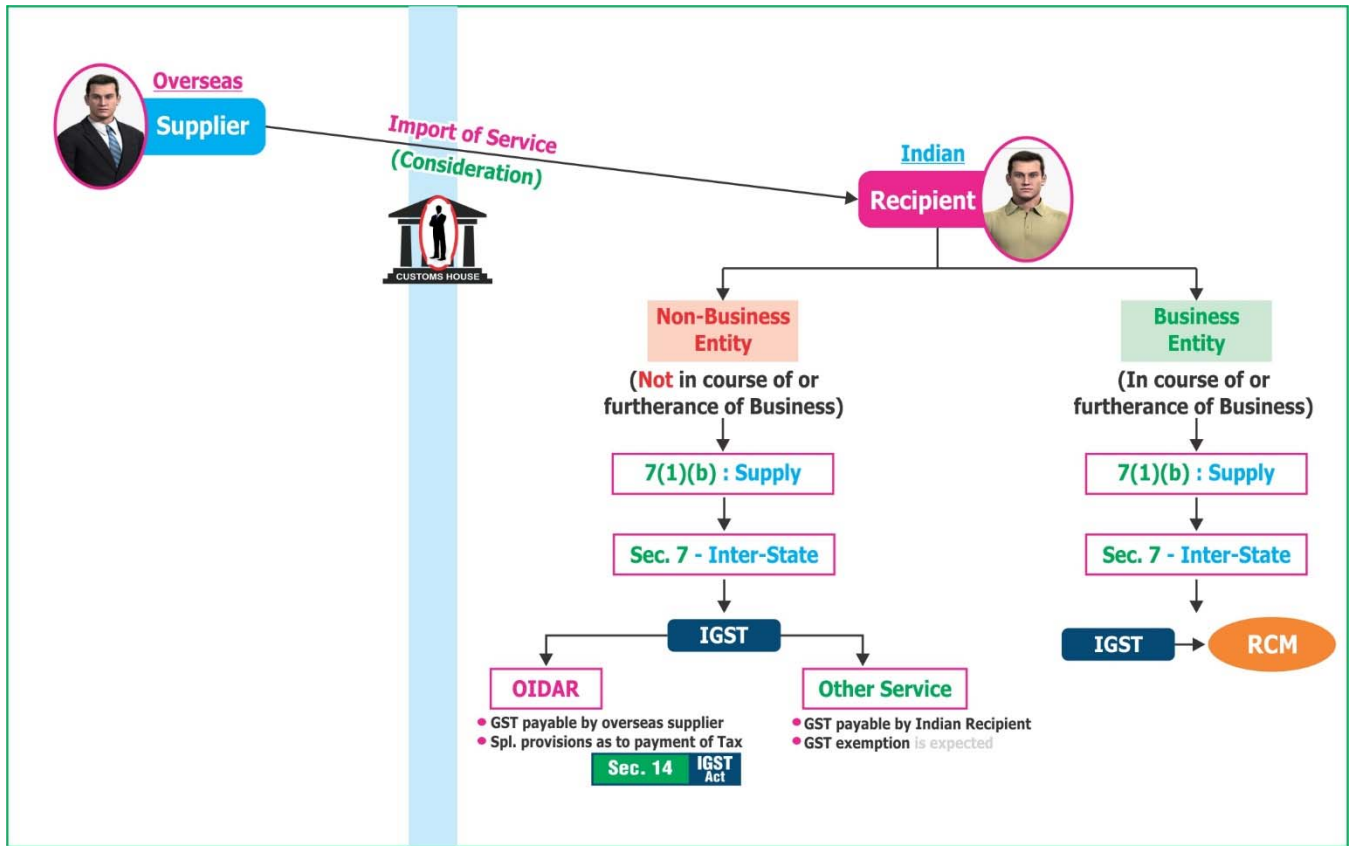 Overseas
Supplier
Import of Service
(Consideration)
CUSTOMS HOUSE
Indian
Recipient
Non-Business
Entity
(Not in course of or
furtherance of Business)
7(1)(b) : Supply
Sec. 7 - Inter-State
IGST
OIDAR
• GST payable by overseas supplier
• Spl. provisions as to payment of Tax
Sec. 14 IGST
Act
Other Service
• GST payable by Indian Recipient
• GST exemption is expected
Business
Entity
(In course of or
furtherance of Business)
7(1)(b) : Supply
Sec. 7 - Inter-State
IGST
RCM